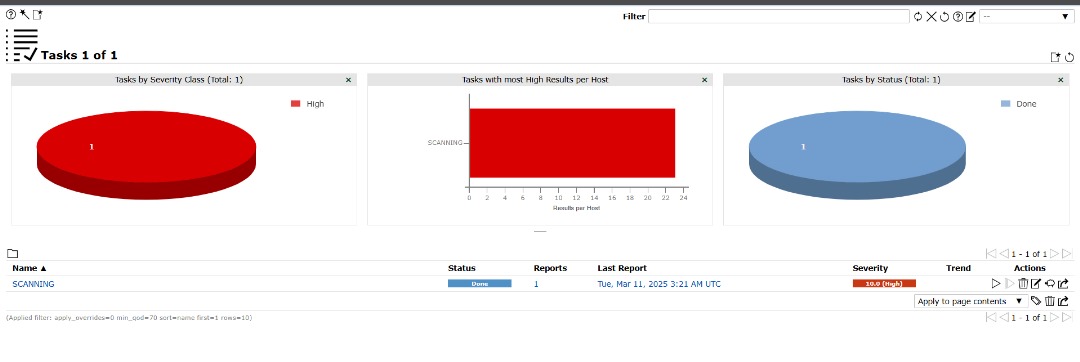 Filter
--
Tasks 1 of 1
Tasks by Severity Class (Total: 1)
High
1
Tasks with most High Results per Host
SCANNING
0 2 4 6 8 10 12 14 16 18 20 22 24
Results per Host
Tasks by Status (Total: 1)
Done
1
1 - 1 of 1
Name ▲ Status Reports Last Report Severity Trend Actions
SCANNING Done 1 Tue, Mar 11, 2025 3:21 AM UTC 10.0 (High)
Apply to page contents
(Applied filter: apply_overrides=0 min_qod=70 sort=name first=1 rows=10)
1 - 1 of 1